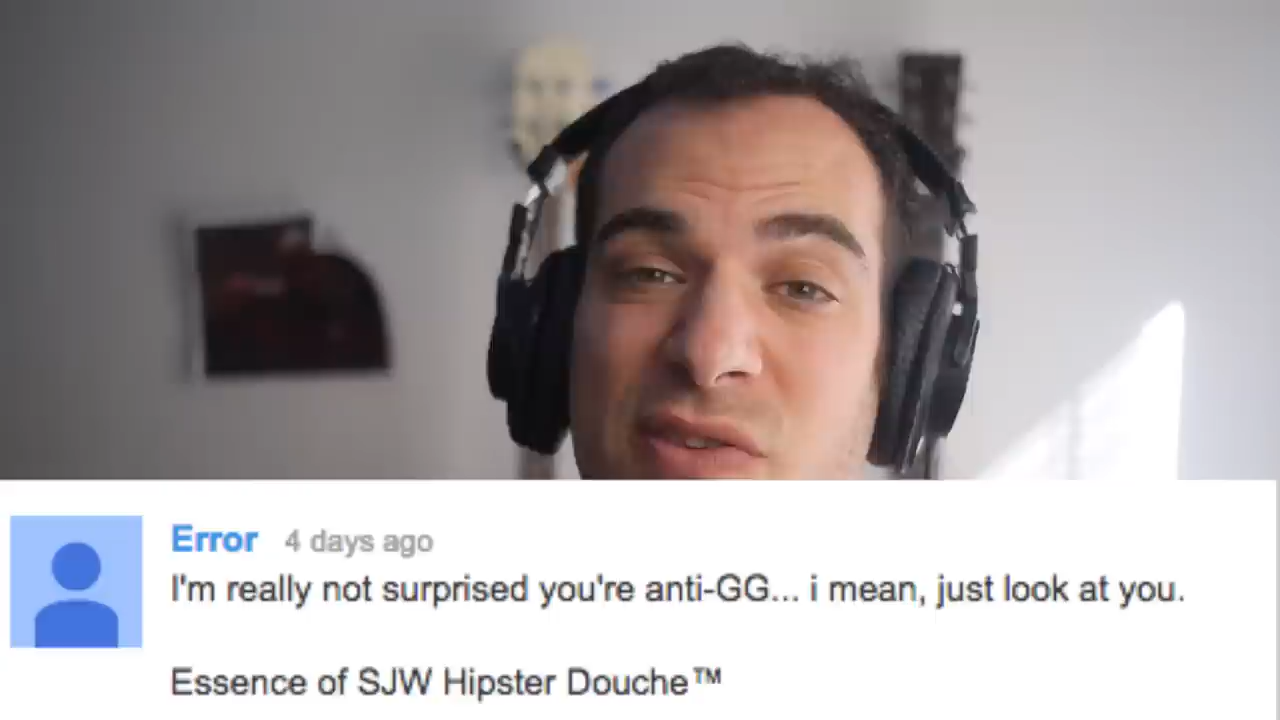 Error 4 days ago
I'm really not surprised you're anti-GG... i mean, just look at you.
Essence of SJW Hipster Douche™